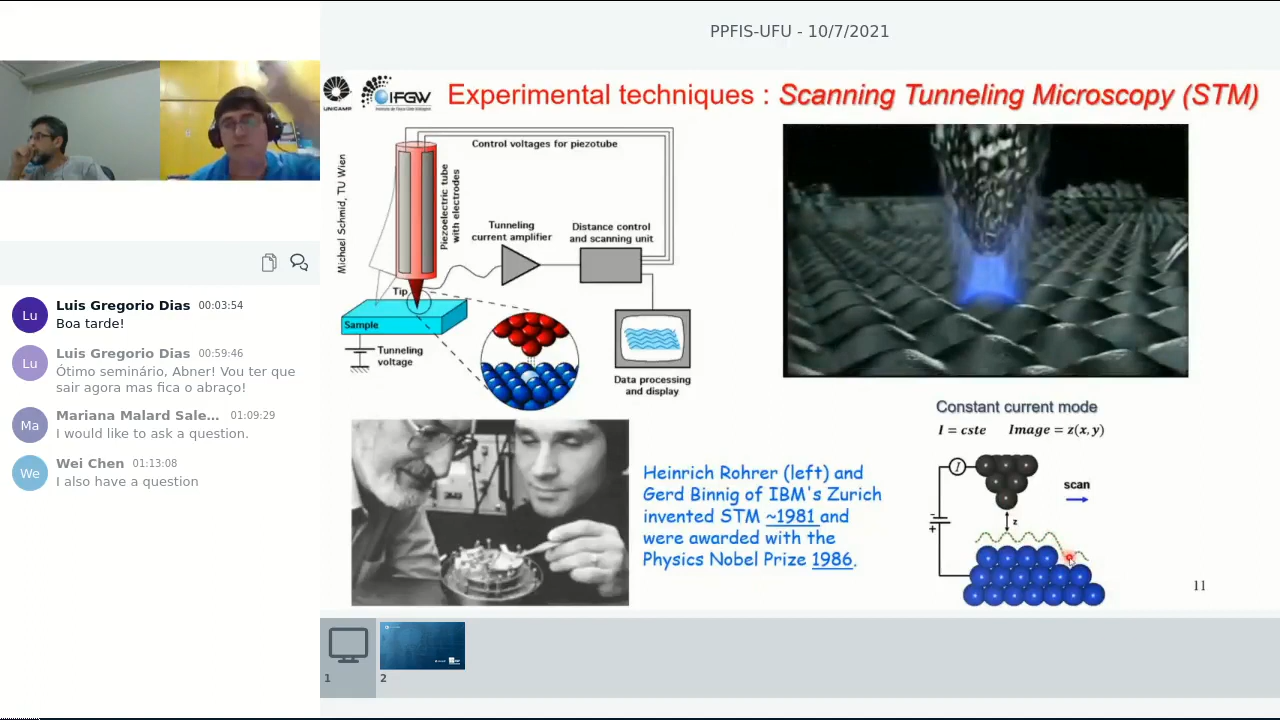 PPFIS-UFU - 10/7/2021
UNICAMP
IFGW
Experimental techniques : Scanning Tunneling Microscopy (STM)
Michael Schmid, TU Wien
Control voltages for piezotube
Piezoelectric tube
with electrodes
Tunneling
current amplifier
Distance control
and scanning unit
Tip
Sample
Tunneling
voltage
Data processing
and display
Constant current mode
I = cste Image = z(x, y)
I
scan
z
-
+
Heinrich Rohrer (left) and
Gerd Binnig of IBM's Zurich
invented STM ~1981 and
were awarded with the
Physics Nobel Prize 1986.
11
Lu
Luis Gregorio Dias 00:03:54
Boa tarde!
Lu
Luis Gregorio Dias 00:59:46
Ótimo seminário, Abner! Vou ter que
sair agora mas fica o abraço!
Ma
Mariana Malard Sale... 01:09:29
I would like to ask a question.
We
Wei Chen 01:13:08
I also have a question
1
2